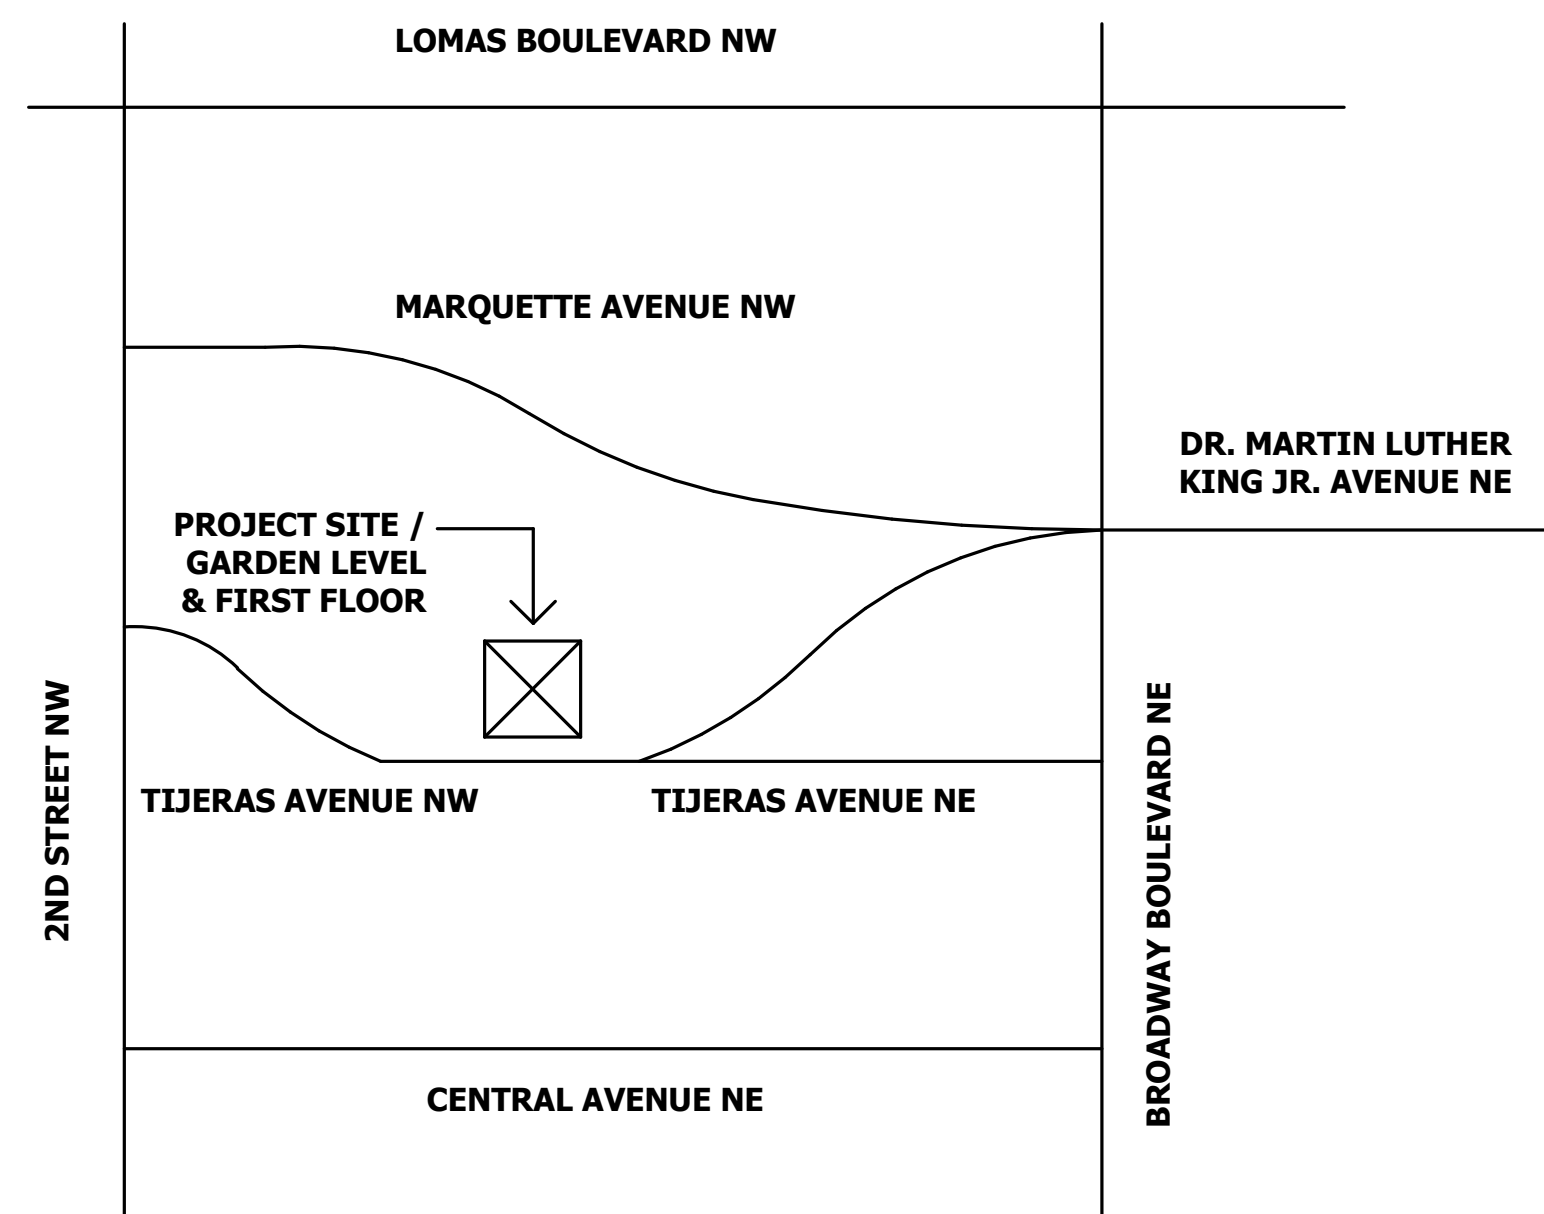 LOMAS BOULEVARD NW
MARQUETTE AVENUE NW
DR. MARTIN LUTHER
KING JR. AVENUE NE
PROJECT SITE /
GARDEN LEVEL
& FIRST FLOOR
2ND STREET NW
TIJERAS AVENUE NW
TIJERAS AVENUE NE
BROADWAY BOULEVARD NE
CENTRAL AVENUE NE